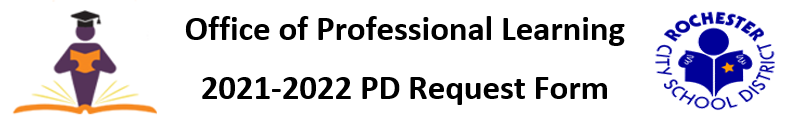 Office of Professional Learning
2021-2022 PD Request Form
ROCHESTER
CITY SCHOOL DISTRICT